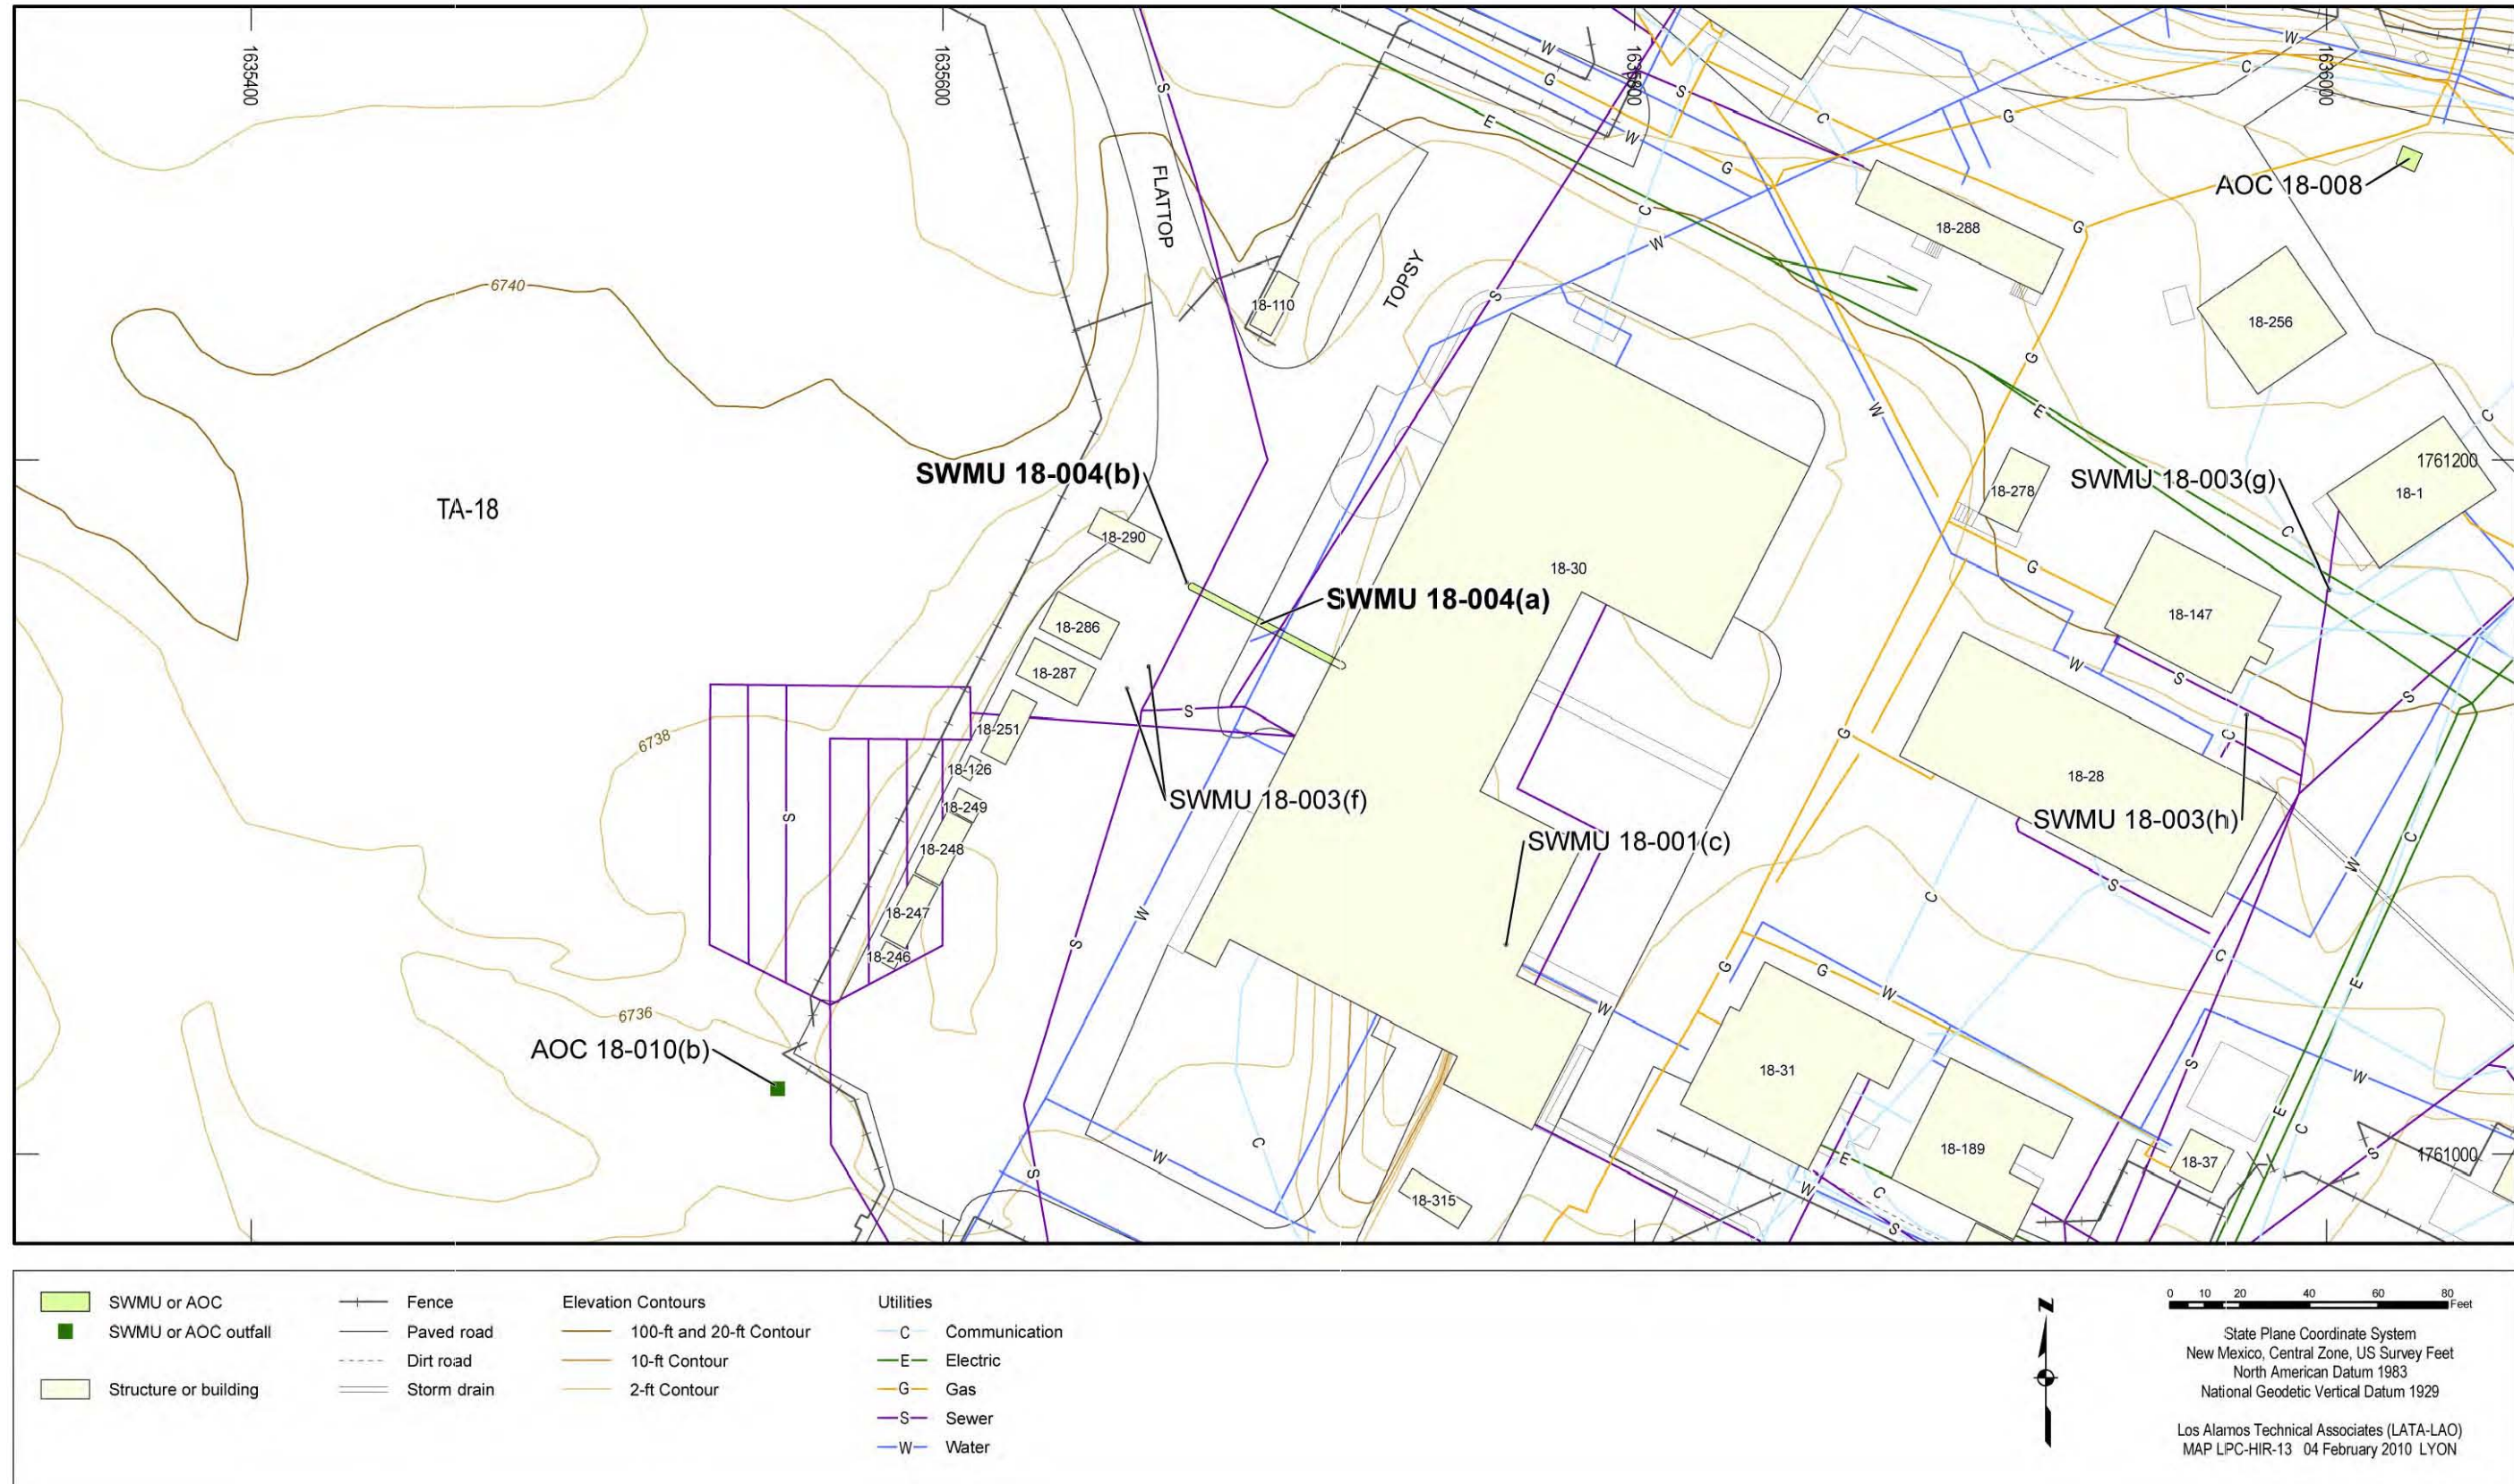 1635400
1635600
1635800
1636000
S
W
G
E
W
S
G
C
G
C
W
C
W
AOC 18-008
18-288
G
FLATTOP
TOPSY
C
W
S
18-110
18-256
6740
G
W
E
C
SWMU 18-004(b)
TA-18
1761200
SWMU 18-003(g)
18-1
18-278
C
18-290
18-30
G
SWMU 18-004(a)
18-286
18-147
18-287
W
S
S
18-251
S
6738
G
C
18-126
18-28
SWMU 18-003(f)
18-249
S
SWMU 18-003(h)
SWMU 18-001(c)
C
18-248
W
S
18-247
C
W
S
18-246
C
G
G
W
E
W
6736
AOC 18-010(b)
18-31
S
W
E
C
C
W
18-189
S
1761000
18-37
E
S
W
C
18-315
S
SWMU or AOC
SWMU or AOC outfall
Structure or building
Fence
Paved road
Dirt road
Storm drain
Elevation Contours
100-ft and 20-ft Contour
10-ft Contour
2-ft Contour
Utilities
C Communication
E Electric
G Gas
S Sewer
W Water
N
0 10 20 40 60 80
Feet
State Plane Coordinate System
New Mexico, Central Zone, US Survey Feet
North American Datum 1983
National Geodetic Vertical Datum 1929
Los Alamos Technical Associates (LATA-LAO)
MAP LPC-HIR-13 04 February 2010 LYON